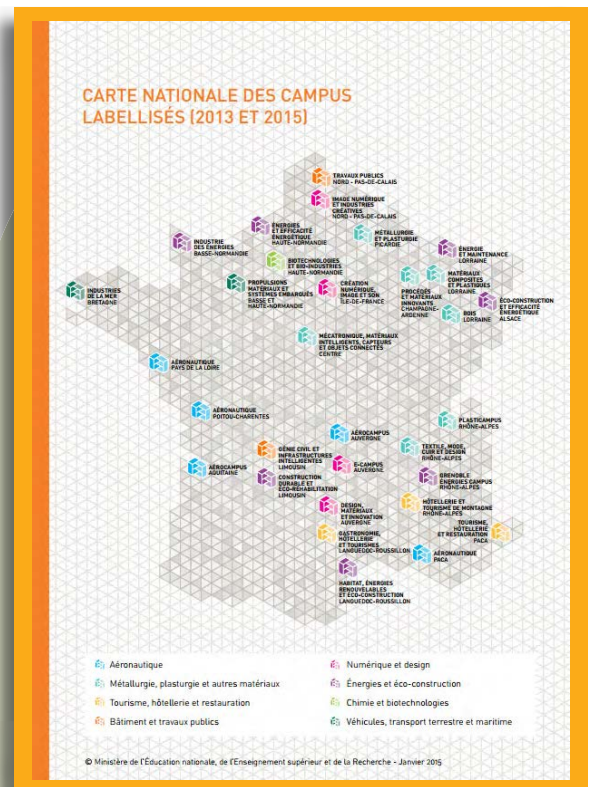 CARTE NATIONALE DES CAMPUS
LABELLISÉS (2013 ET 2015)
TRAVAUX PUBLICS
NORD - PAS-DE-CALAIS
IMAGE NUMÉRIQUE
ET INDUSTRIES
CRÉATIVES
NORD - PAS-DE-CALAIS
ÉNERGIES
ET EFFICACITÉ
ÉNERGÉTIQUE
HAUTE-NORMANDIE
MÉTALLURGIE
ET PLASTURGIE
PICARDIE
INDUSTRIE
DES ÉNERGIES
BASSE-NORMANDIE
ÉNERGIE
ET MAINTENANCE
LORRAINE
BIOTECHNOLOGIES
ET BIO-INDUSTRIES
HAUTE-NORMANDIE
MATÉRIAUX
COMPOSITES
ET PLASTIQUES
LORRAINE
INDUSTRIES
DE LA MER
BRETAGNE
PROPULSIONS
MATÉRIAUX ET
SYSTÈMES EMBARQUÉS
BASSE ET
HAUTE-NORMANDIE
CRÉATION
NUMÉRIQUE,
IMAGE ET SON
ÎLE-DE-FRANCE
PROCÉDÉS
ET MATÉRIAUX
INNOVANTS
CHAMPAGNE-
ARDENNE
BOIS
LORRAINE
ÉCO-CONSTRUCTION
ET EFFICACITÉ
ÉNERGÉTIQUE
ALSACE
MÉCATRONIQUE, MATÉRIAUX
INTELLIGENTS, CAPTEURS
ET OBJETS CONNECTÉS
CENTRE
AÉRONAUTIQUE
PAYS DE LA LOIRE
AÉRONAUTIQUE
POITOU-CHARENTES
PLASTICAMPUS
RHÔNE-ALPES
AÉROCAMPUS
AUVERGNE
TEXTILE, MODE,
CUIR ET DESIGN
RHÔNE-ALPES
GÉNIE CIVIL ET
INFRASTRUCTURES
INTELLIGENTES
LIMOUSIN
E-CAMPUS
AUVERGNE
AÉROCAMPUS
AQUITAINE
CONSTRUCTION
DURABLE ET
ÉCO-RÉHABILITATION
LIMOUSIN
GRENOBLE
ÉNERGIES CAMPUS
RHÔNE-ALPES
HÔTELLERIE ET
TOURISME DE MONTAGNE
RHÔNE-ALPES
DESIGN,
MATÉRIAUX
ET INNOVATION
AUVERGNE
TOURISME,
HÔTELLERIE
ET RESTAURATION
PACA
GASTRONOMIE,
HÔTELLERIE
ET TOURISMES
LANGUEDOC-ROUSSILLON
AÉRONAUTIQUE
PACA
HABITAT, ÉNERGIES
RENOUVELABLES
ET ÉCO-CONSTRUCTION
LANGUEDOC-ROUSSILLON
Aéronautique
Métallurgie, plasturgie et autres matériaux
Tourisme, hôtellerie et restauration
Bâtiment et travaux publics
Numérique et design
Énergies et éco-construction
Chimie et biotechnologies
Véhicules, transport terrestre et maritime
© Ministère de l'Éducation nationale, de l'Enseignement supérieur et de la Recherche - Janvier 2015